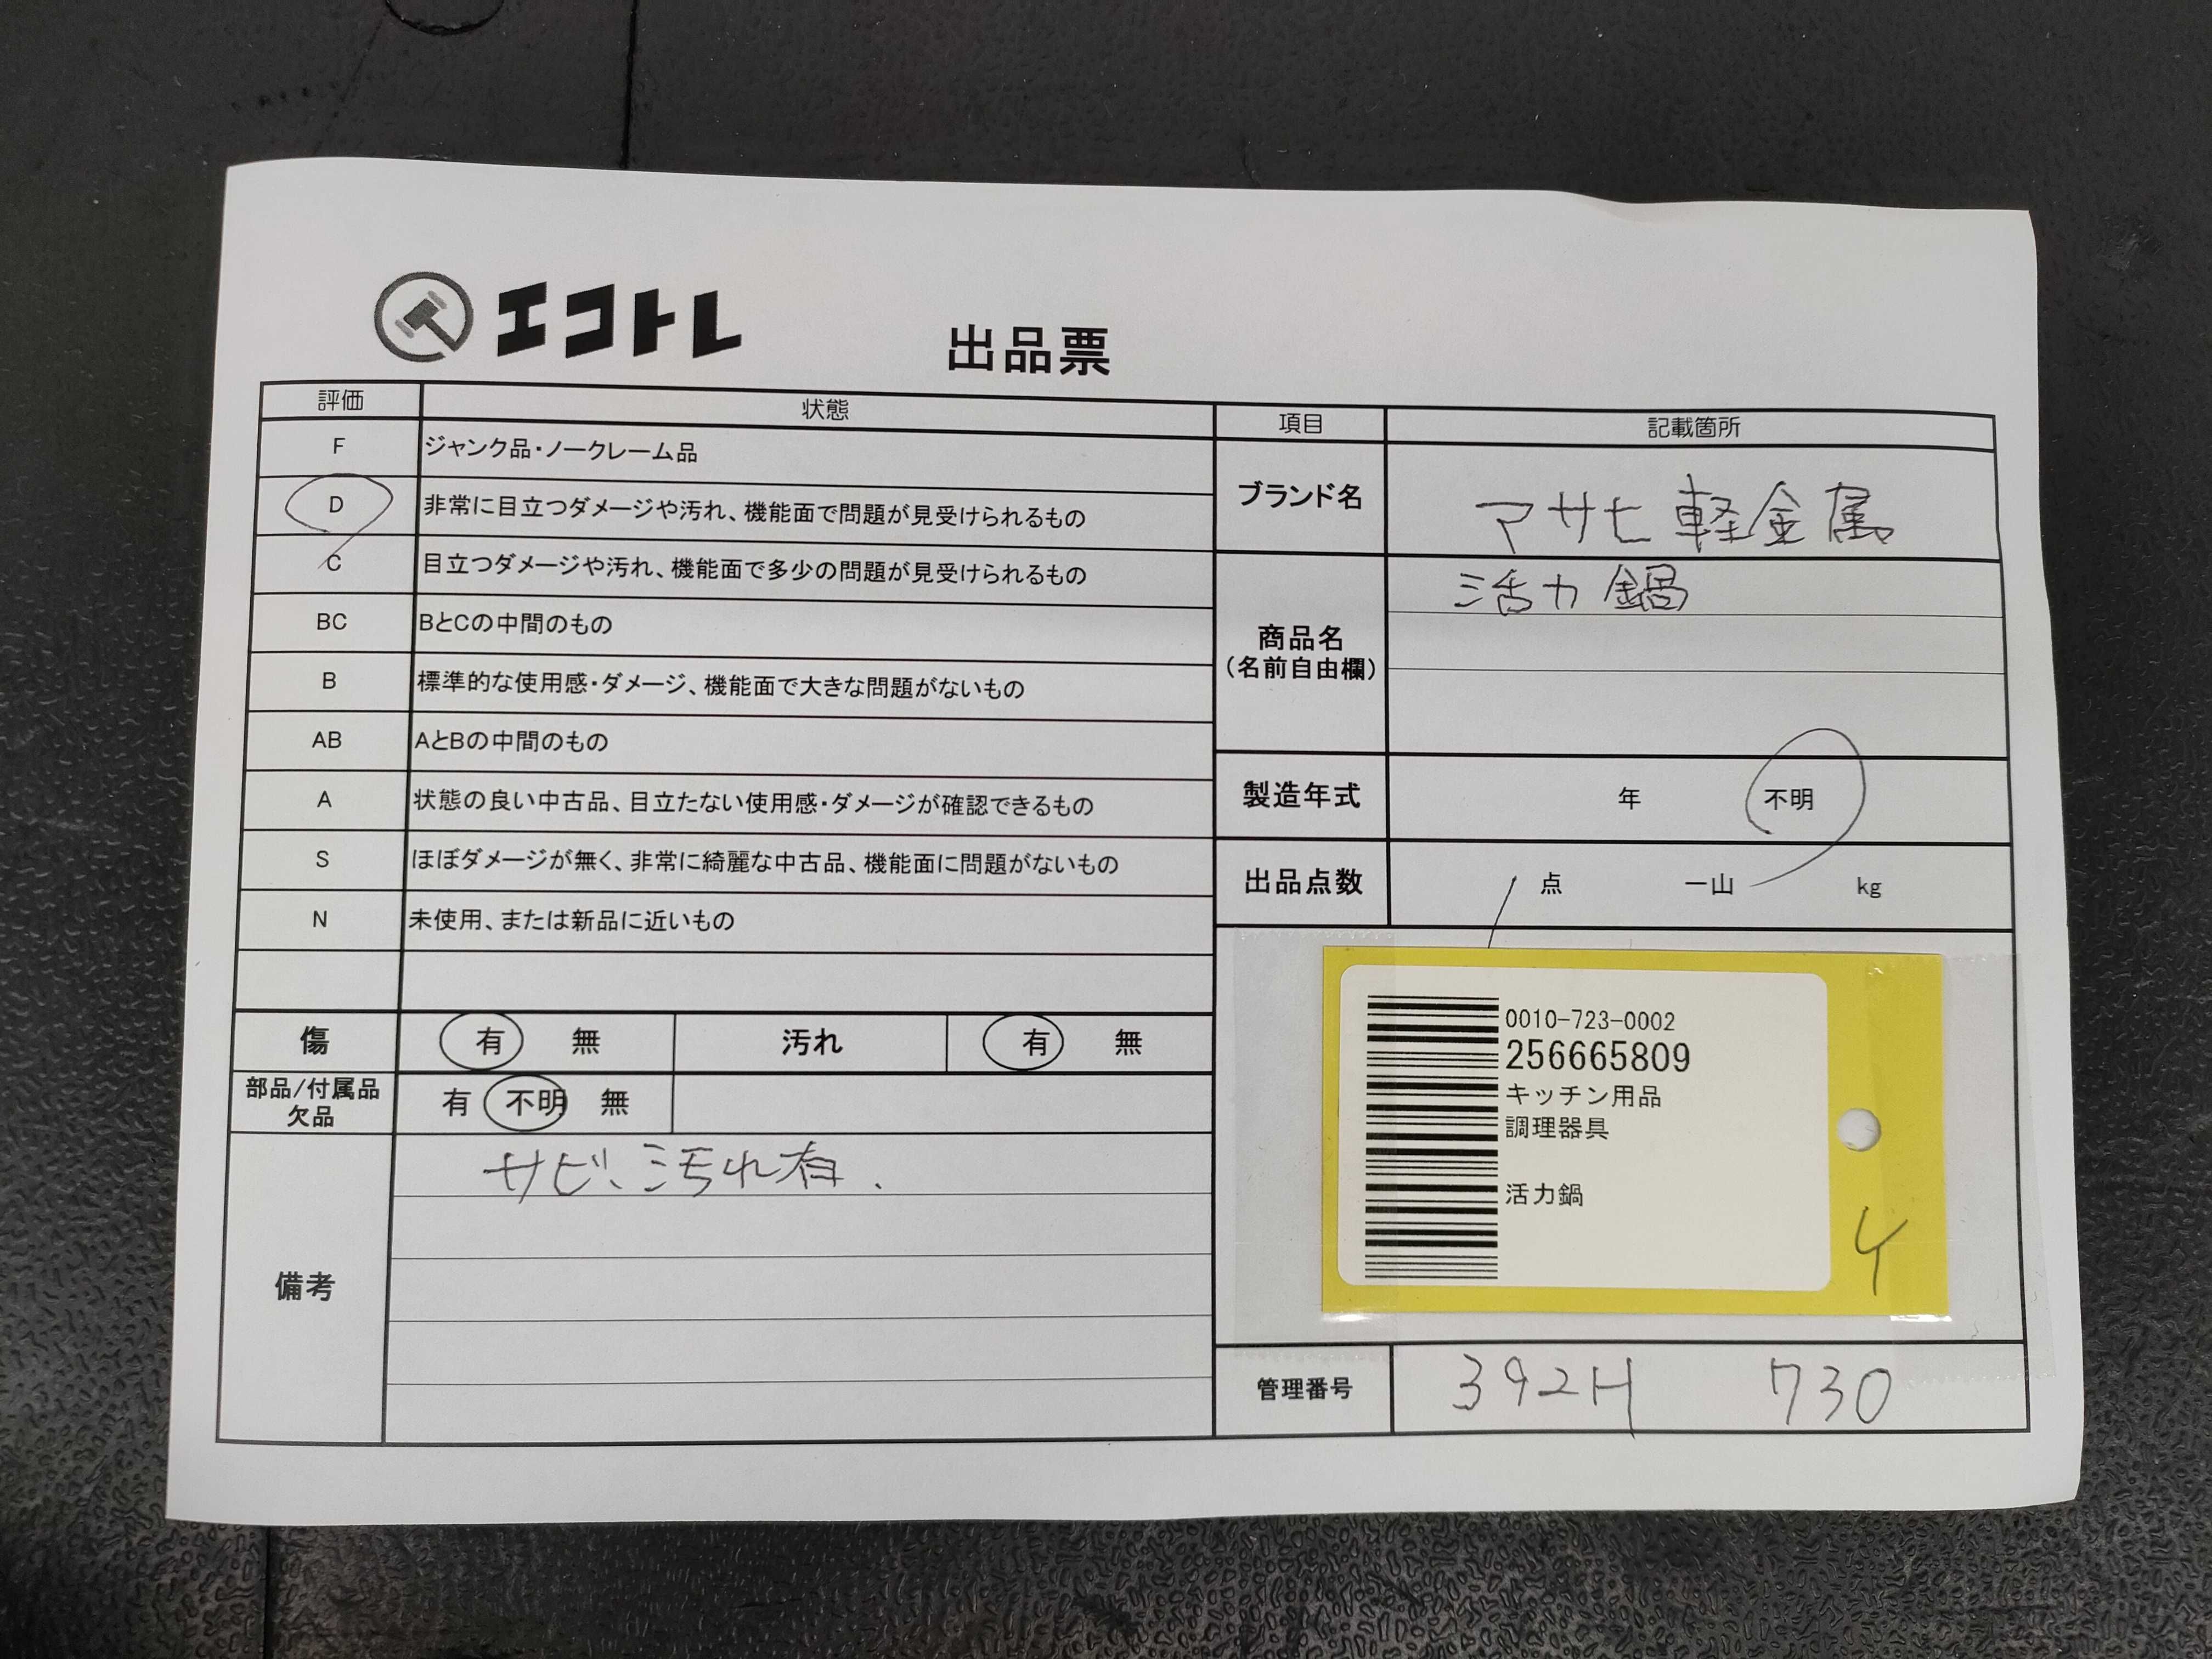 エコトレ
出品票
評価 状態
F ジャンク品・ノークレーム品
D 非常に目立つダメージや汚れ、機能面で問題が見受けられるもの
C 目立つダメージや汚れ、機能面で多少の問題が見受けられるもの
BC BとCの中間のもの
B 標準的な使用感・ダメージ、機能面で大きな問題がないもの
AB AとBの中間のもの
A 状態の良い中古品、目立たない使用感・ダメージが確認できるもの
S ほぼダメージが無く、非常に綺麗な中古品、機能面に問題がないもの
N 未使用、または新品に近いもの
傷 有 無 汚れ 有 無
部品/付属品
欠品
有 不明 無
備考
サビ、汚れ有.
項目 記載箇所
ブランド名 マサヒ軽金属
商品名
(名前自由欄)
活力鍋
製造年式 年 不明
出品点数 1 点 一山 kg
0010-723-0002
256665809
キッチン用品
調理器具
活力鍋
管理番号 392H 730